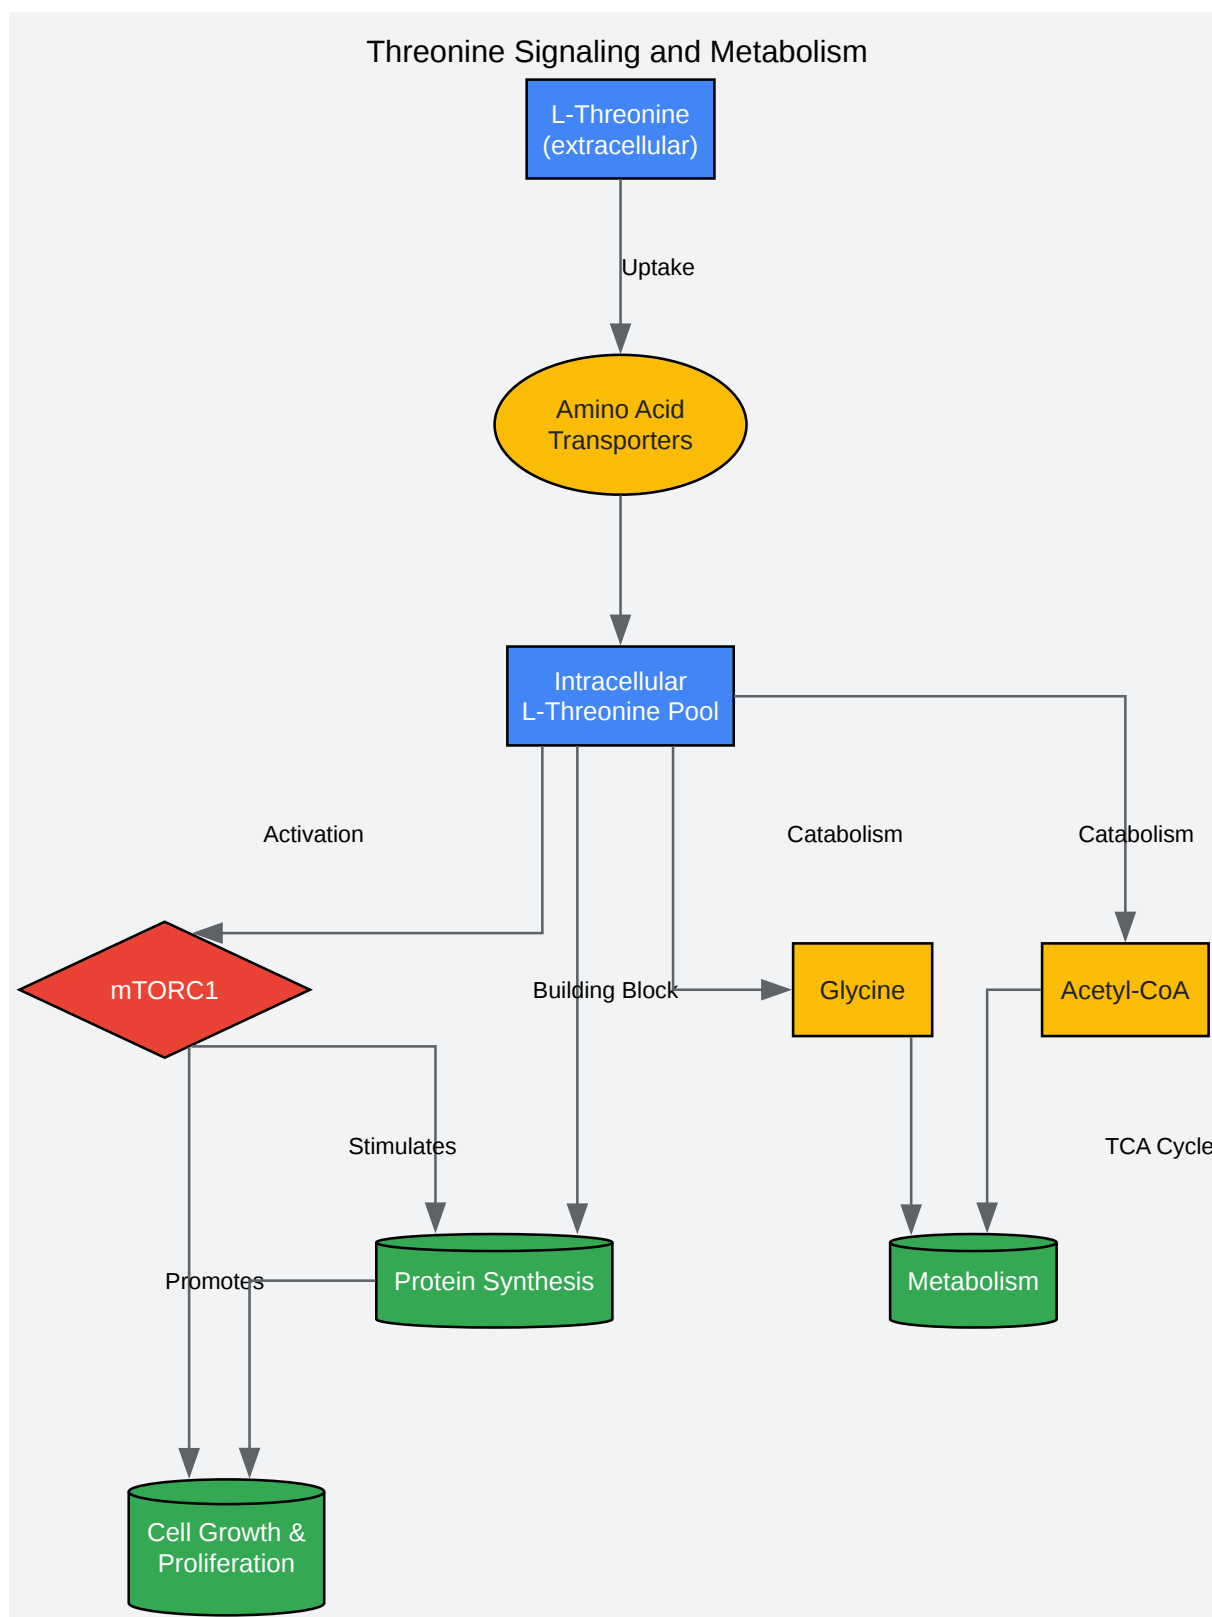 Threonine Signaling and Metabolism
L-Threonine
(extracellular)
Uptake
Amino Acid
Transporters
Intracellular
L-Threonine Pool
Activation
Catabolism
Catabolism
mTORC1
Building Block
Glycine
Acetyl-CoA
Stimulates
TCA Cycle
Promotes
Protein Synthesis
Metabolism
Cell Growth &
Proliferation